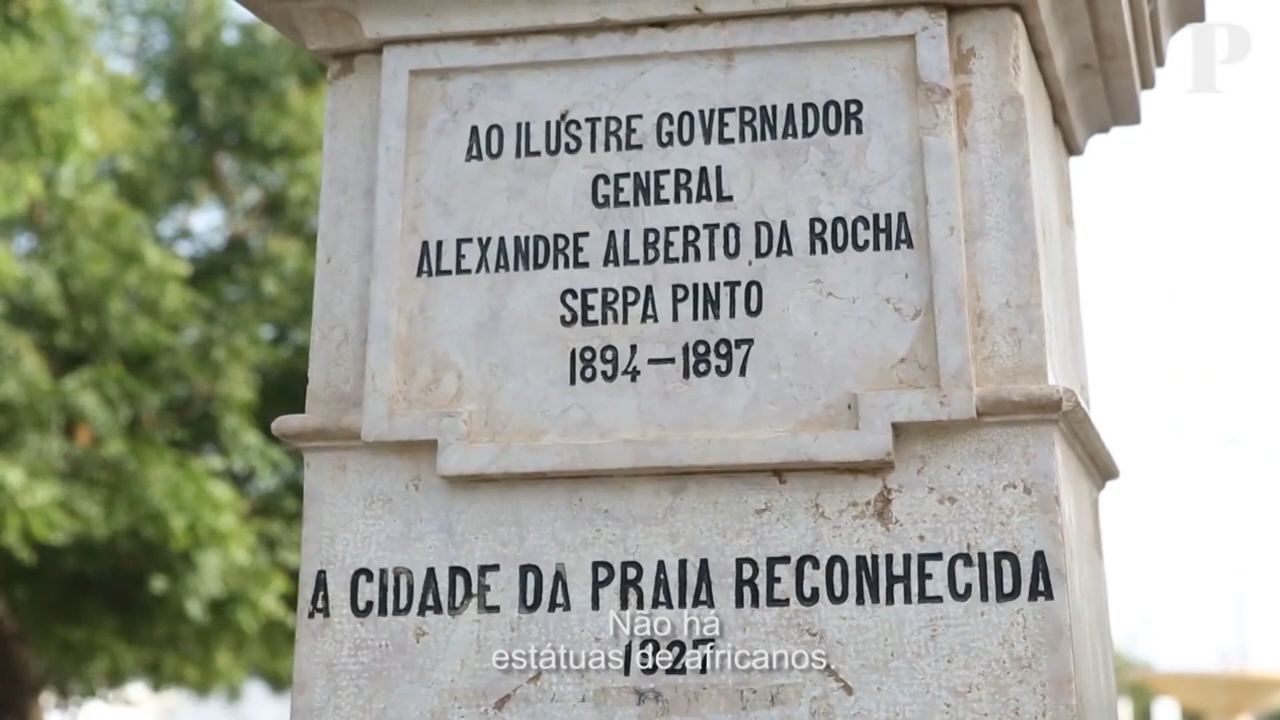 P
AO ILUSTRE GOVERNADOR
GENERAL
ALEXANDRE ALBERTO DA ROCHA
SERPA PINTO
1894–1897
A CIDADE DA PRAIA RECONHECIDA
1927
Não há
estátuas de africanos.